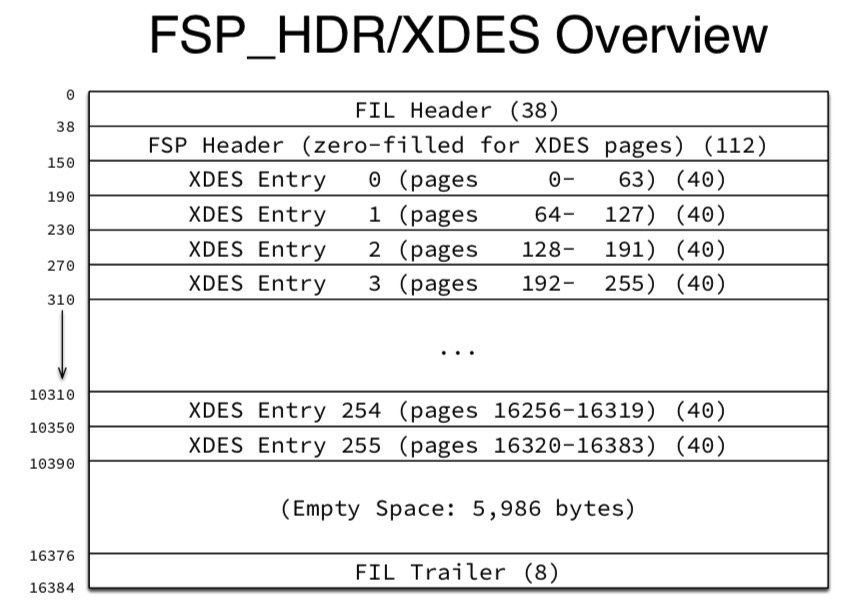 FSP_HDR/XDES Overview
0
FIL Header (38)
38
FSP Header (zero-filled for XDES pages) (112)
150
XDES Entry 0 (pages 0- 63) (40)
190
XDES Entry 1 (pages 64- 127) (40)
230
XDES Entry 2 (pages 128- 191) (40)
270
XDES Entry 3 (pages 192- 255) (40)
310
...
10310
XDES Entry 254 (pages 16256-16319) (40)
10350
XDES Entry 255 (pages 16320-16383) (40)
10390
(Empty Space: 5,986 bytes)
16376
FIL Trailer (8)
16384